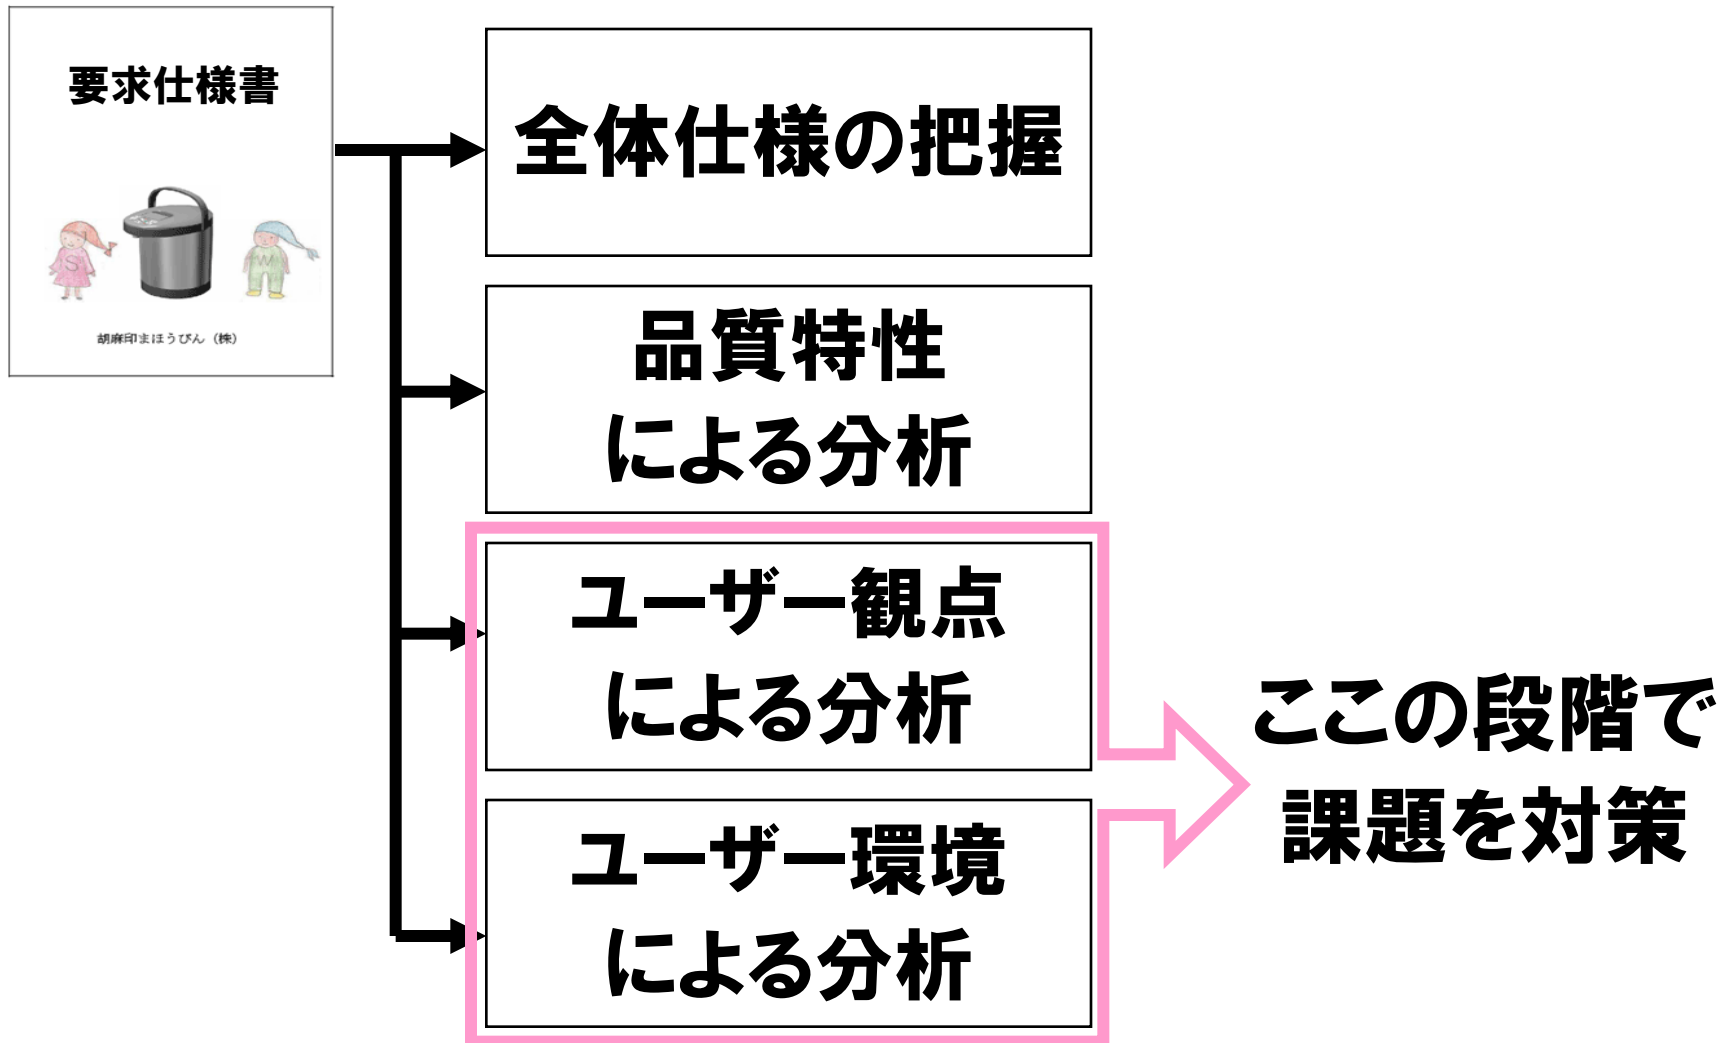 要求仕様書
S
W
胡麻印まほうびん（株）
全体仕様の把握
品質特性
による分析
ユーザー観点
による分析
ユーザー環境
による分析
ここの段階で
課題を対策